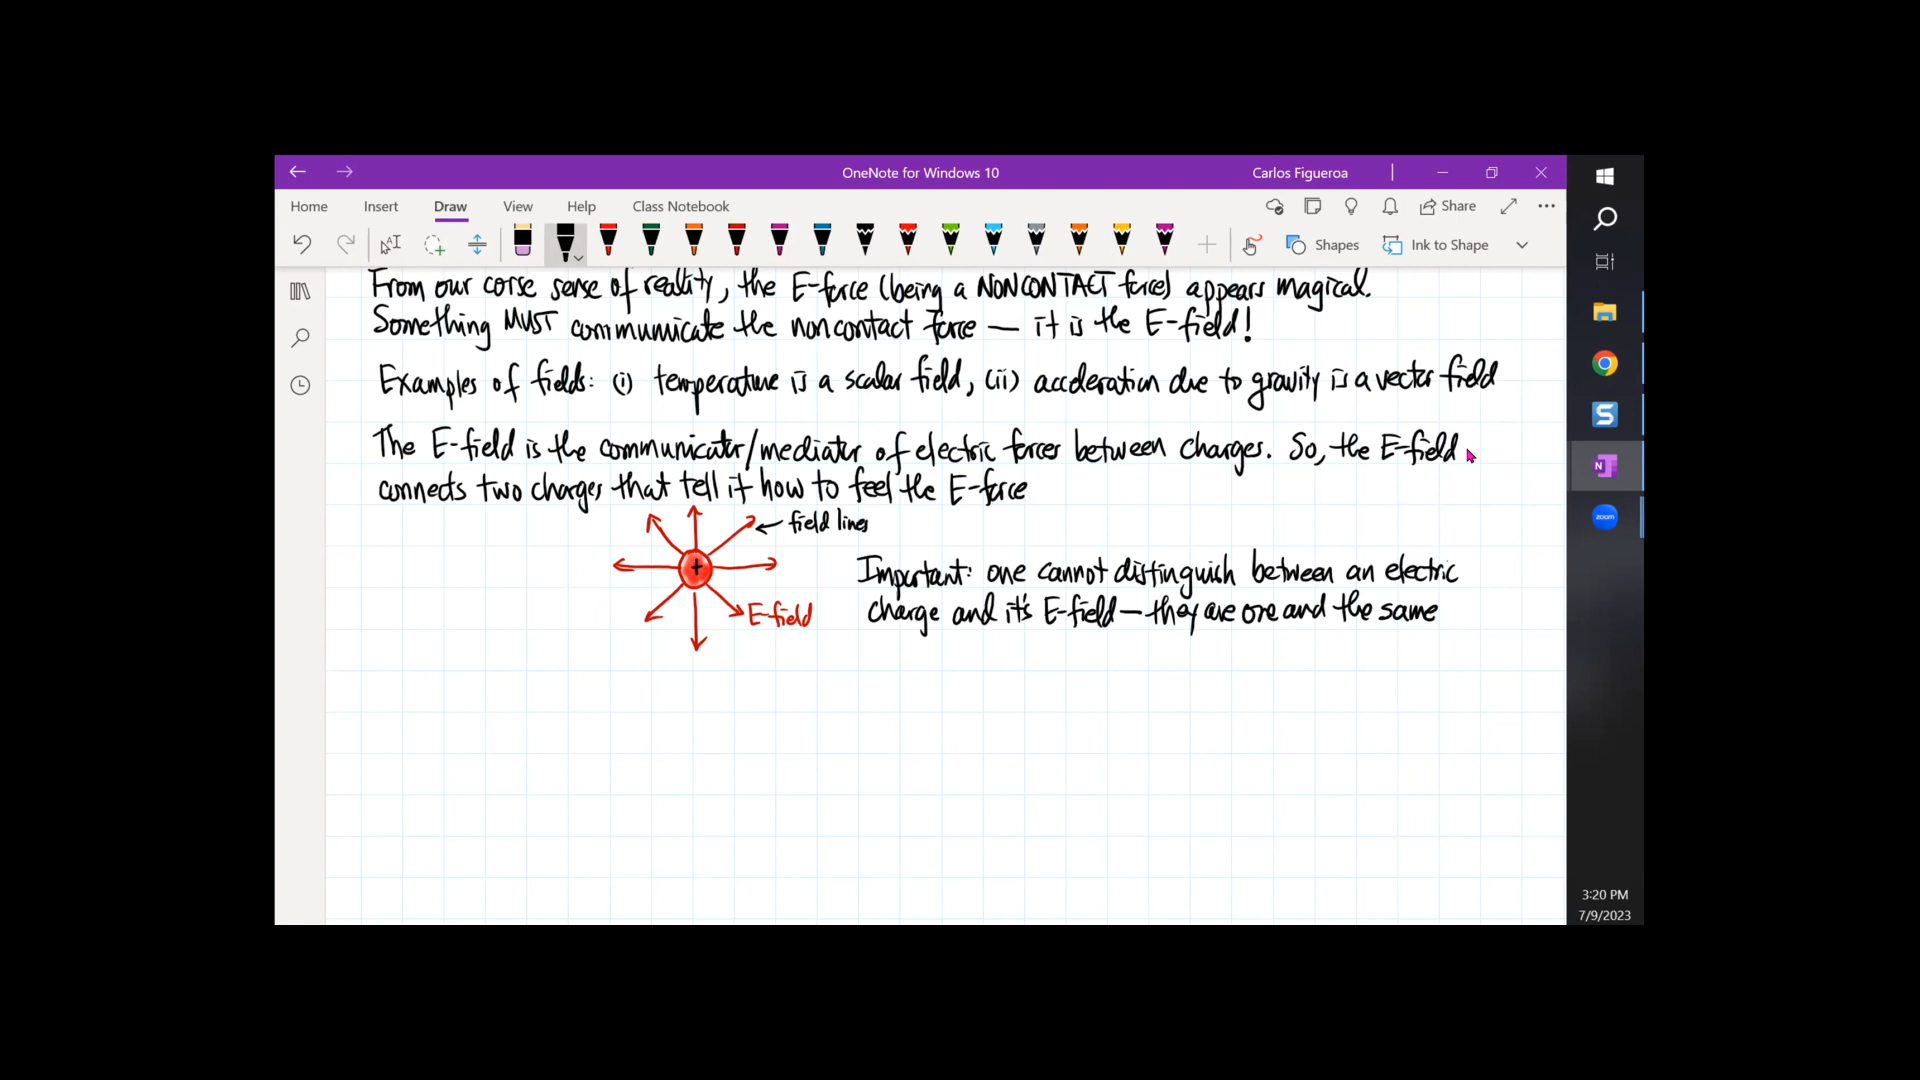 OneNote for Windows 10
Carlos Figueroa
Home Insert Draw View Help Class Notebook
Share
Shapes
Ink to Shape
From our corse sense of reality, the E-force (being a NONCONTACT force) appears magical.
Something MUST communicate the noncontact force — it is the E-field!
Examples of fields: (i) temperature is a scalar field, (ii) acceleration due to gravity is a vector field
The E-field is the communicator/mediator of electric forces between charges. So, the E-field
connects two charges that tell it how to feel the E-force
← field lines
+
E-field
Important: one cannot distinguish between an electric
charge and it's E-field — they are one and the same
S
N
zoom
3:20 PM
7/9/2023